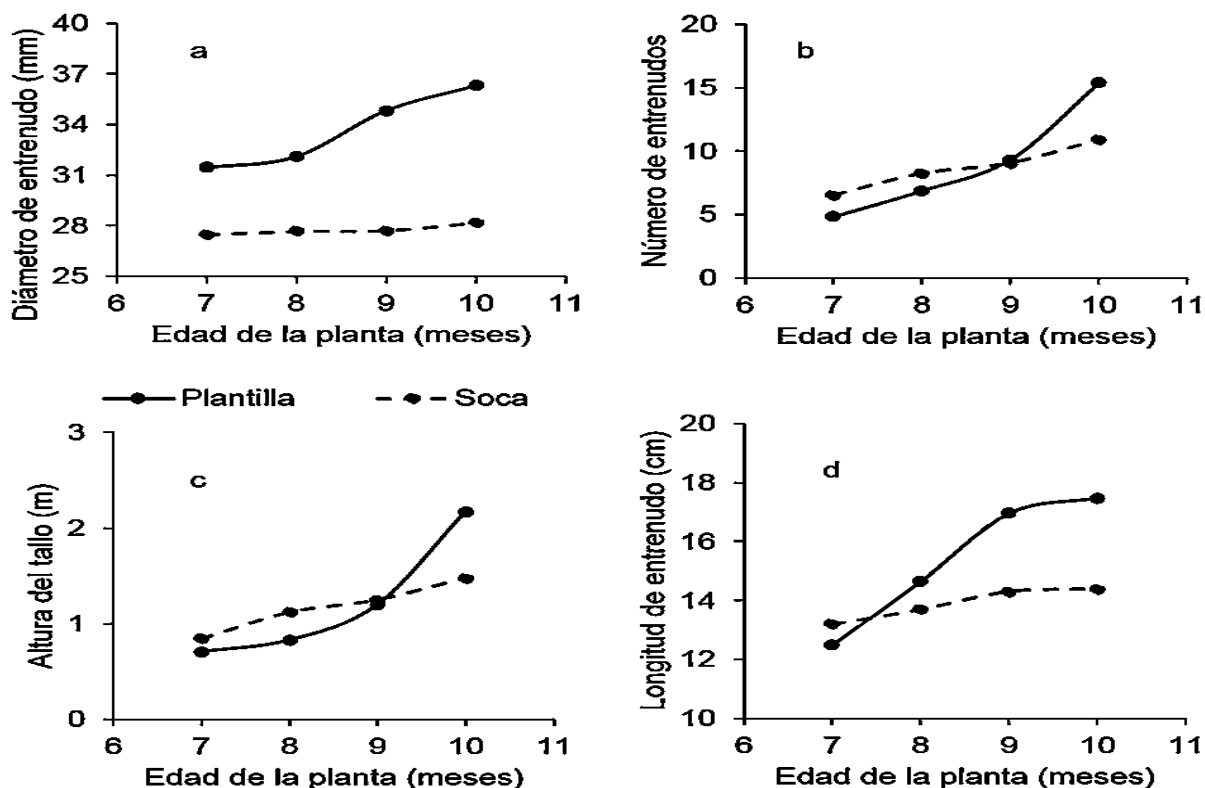 Diámetro de entrenudo (mm)
40
37
34
31
28
25
a
6 7 8 9 10 11
Edad de la planta (meses)
Número de entrenudos
20
15
10
5
0
b
6 7 8 9 10 11
Edad de la planta (meses)
Plantilla Soca
Altura del tallo (m)
3
2
1
0
c
6 7 8 9 10 11
Edad de la planta (meses)
Longitud de entrenudo (cm)
20
18
16
14
12
10
d
6 7 8 9 10 11
Edad de la planta (meses)